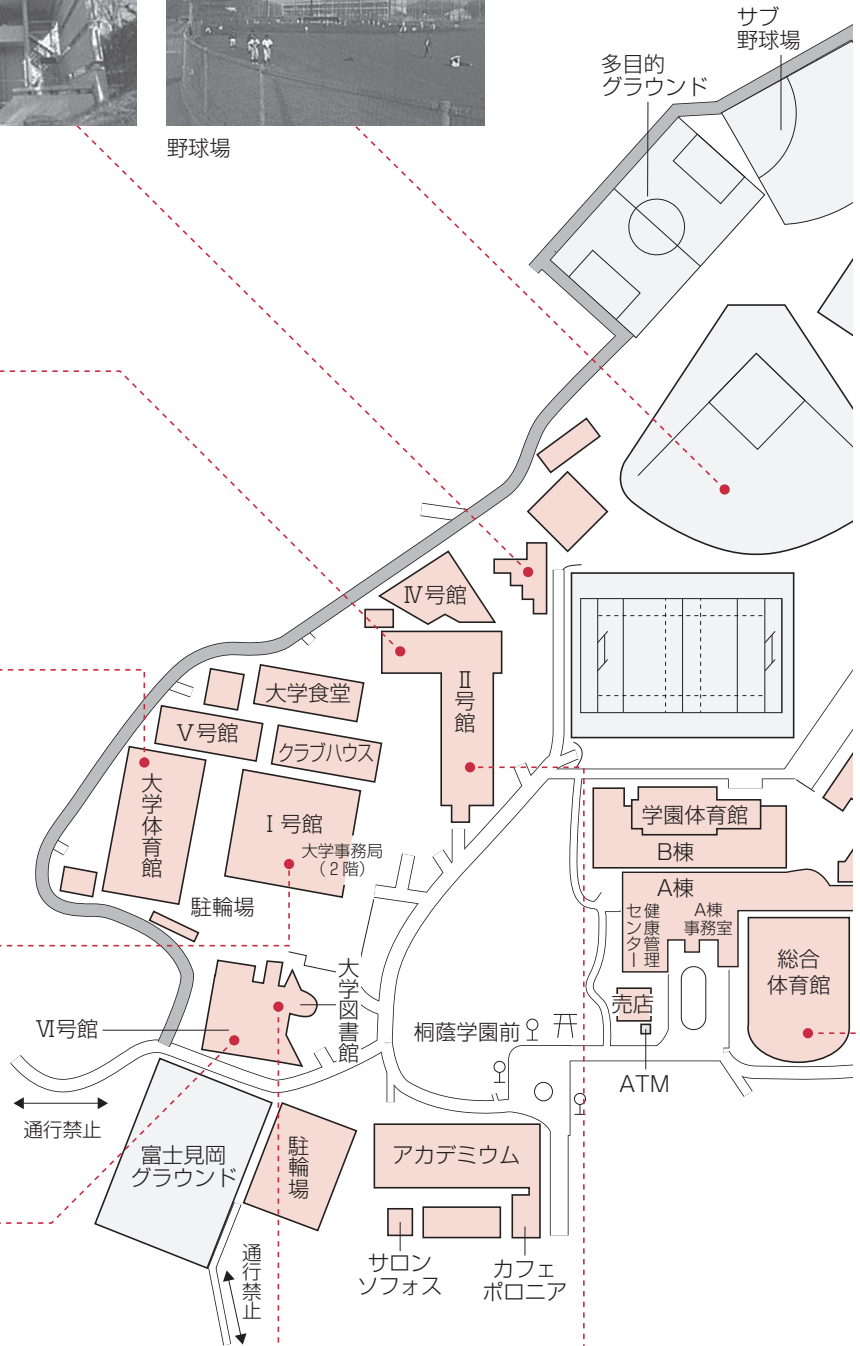 サブ
野球場
多目的
グラウンド
野球場
Ⅳ号館
Ⅱ号館
大学食堂
Ⅴ号館
クラブハウス
大学体育館
Ⅰ号館
大学事務局
（2階）
駐輪場
学園体育館
B棟
A棟
健康管理
センター
A棟
事務室
総合
体育館
売店
ATM
大学図書館
Ⅵ号館
桐蔭学園前
通行禁止
富士見岡
グラウンド
駐輪場
アカデミウム
サロン
ソフォス
カフェ
ポロニア
通行禁止